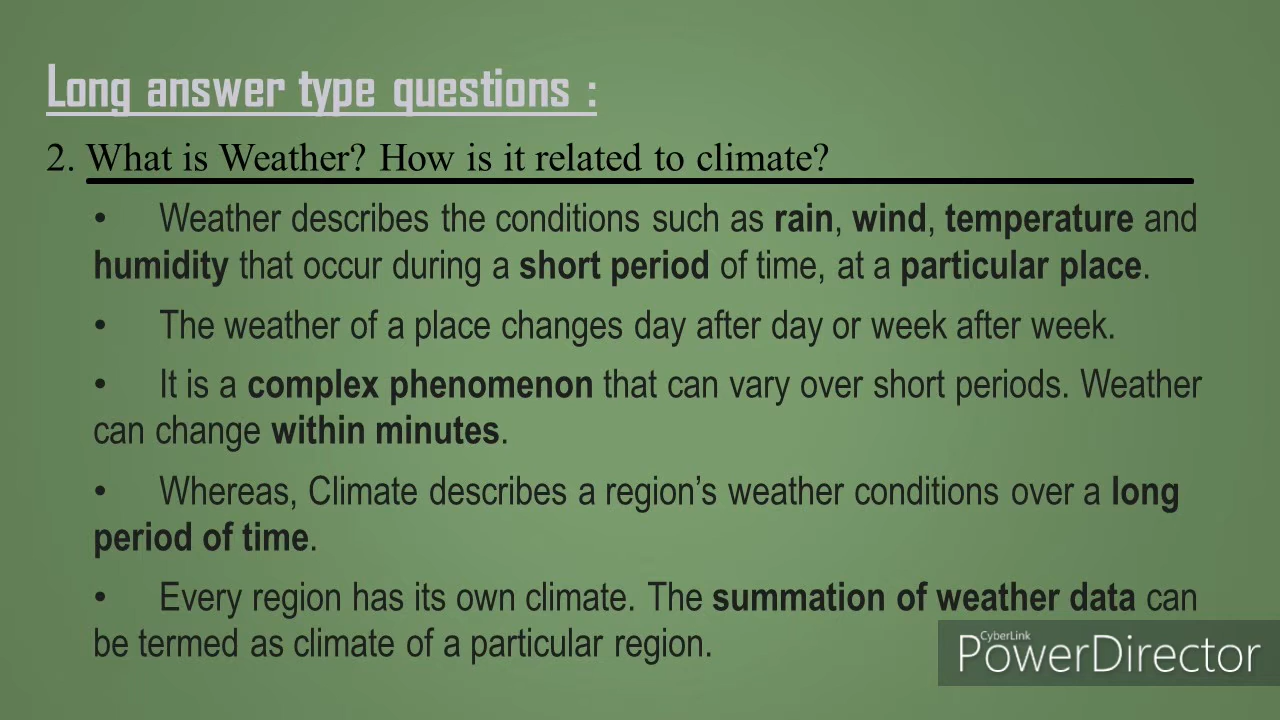 Long answer type questions :
2. What is Weather? How is it related to climate?
• Weather describes the conditions such as rain, wind, temperature and
humidity that occur during a short period of time, at a particular place.
• The weather of a place changes day after day or week after week.
• It is a complex phenomenon that can vary over short periods. Weather
can change within minutes.
• Whereas, Climate describes a region’s weather conditions over a long
period of time.
• Every region has its own climate. The summation of weather data can
be termed as climate of a particular region.
CyberLink
PowerDirector